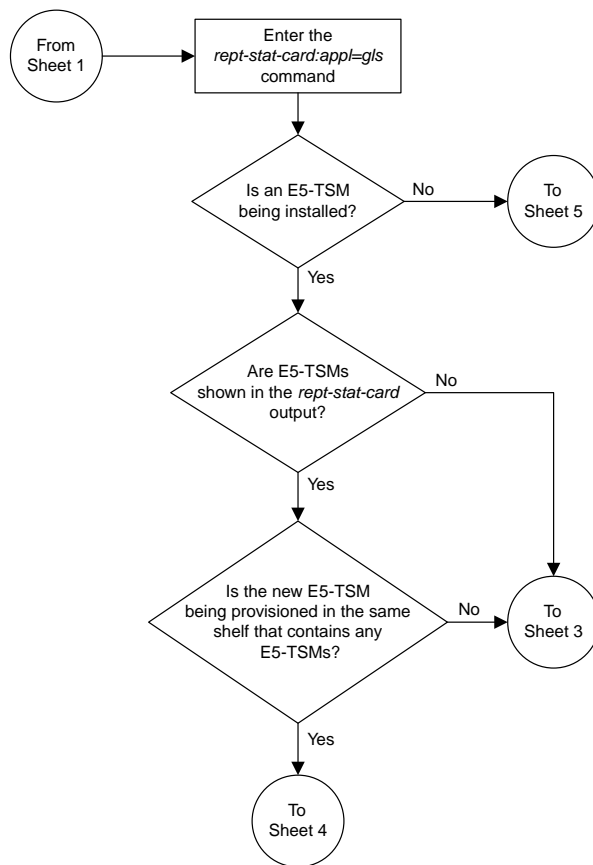 From
Sheet 1
Enter the
rept-stat-card:appl=gls
command
Is an E5-TSM
being installed?
No
To
Sheet 5
Yes
Are E5-TSMs
shown in the rept-stat-card
output?
No
Yes
Is the new E5-TSM
being provisioned in the same
shelf that contains any
E5-TSMs?
No
To
Sheet 3
Yes
To
Sheet 4